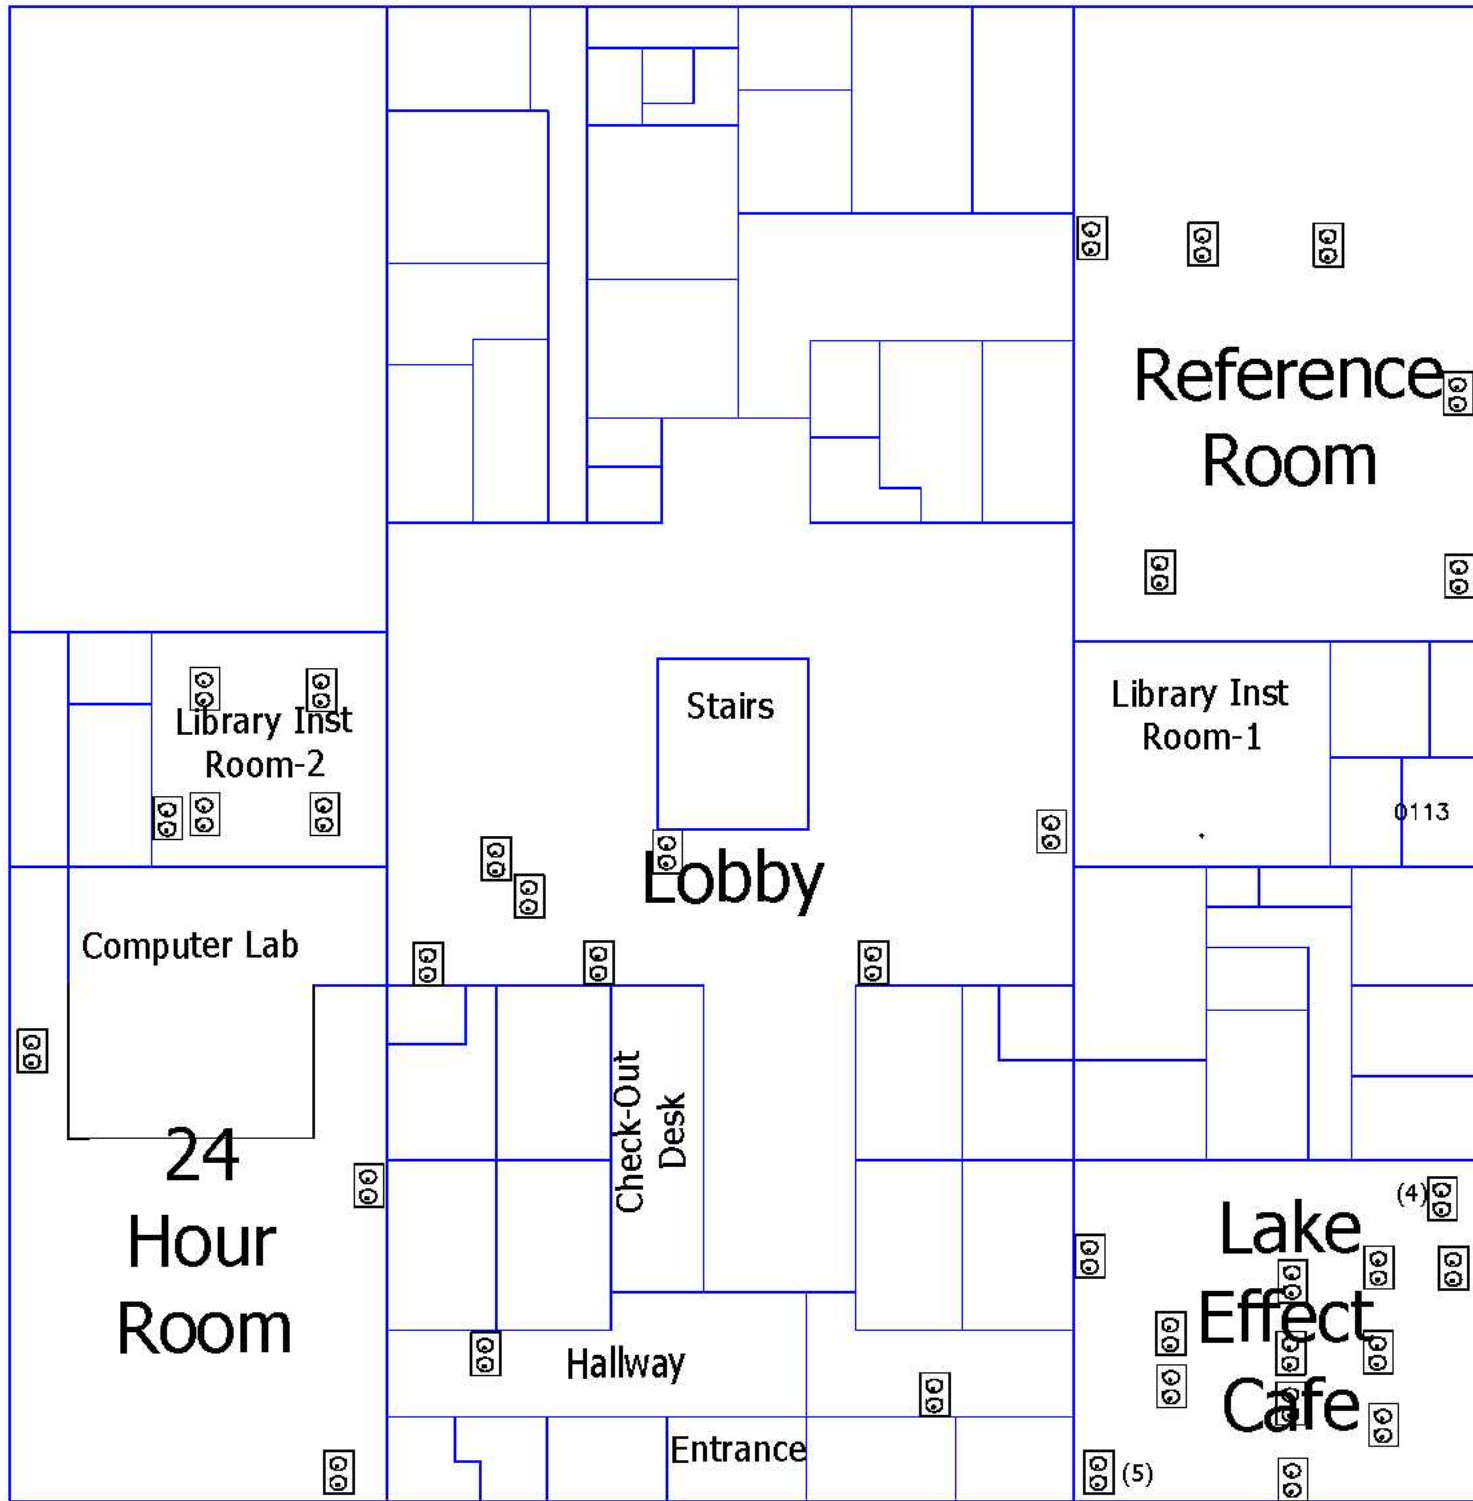 Reference
Room
Stairs
Library Inst
Room-1
Library Inst
Room-2
0113
Lobby
Computer Lab
Check-Out
Desk
24
Hour
Room
(4)
Lake
Effect
Cafe
Hallway
Entrance
(5)